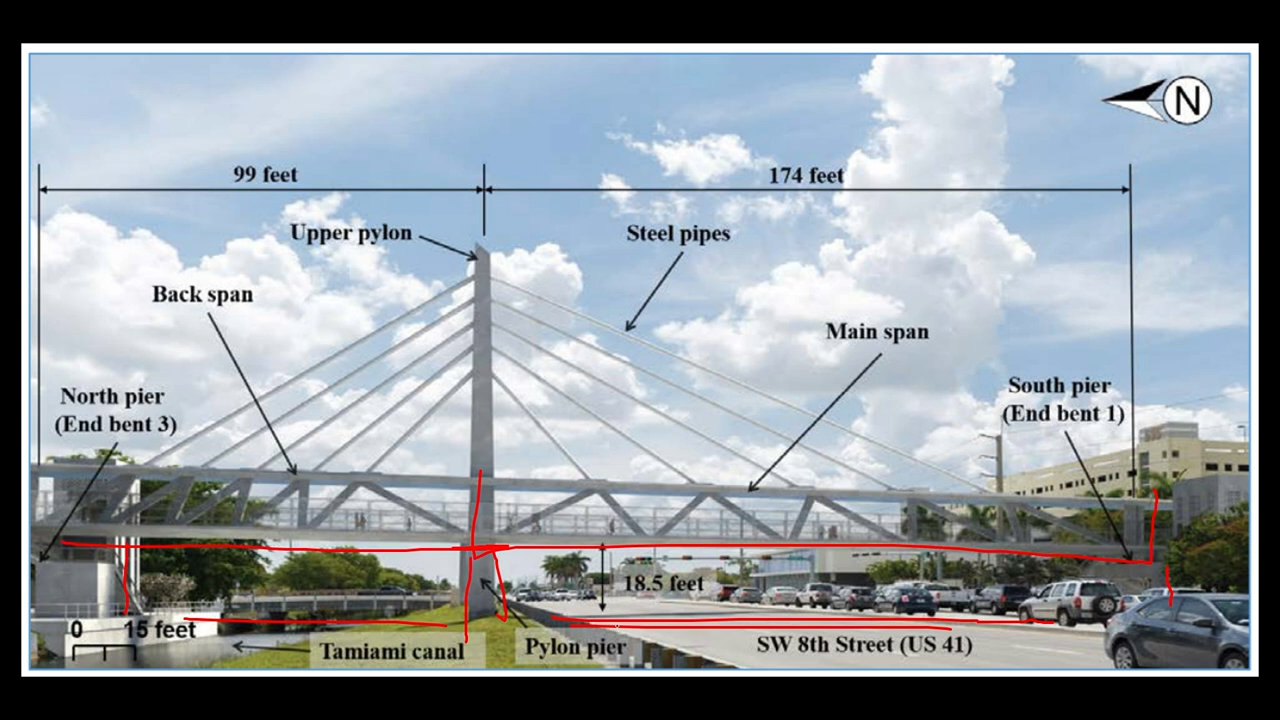 N
99 feet
174 feet
Upper pylon
Steel pipes
Back span
Main span
North pier
(End bent 3)
South pier
(End bent 1)
18.5 feet
0 15 feet
Tamiami canal
Pylon pier
SW 8th Street (US 41)